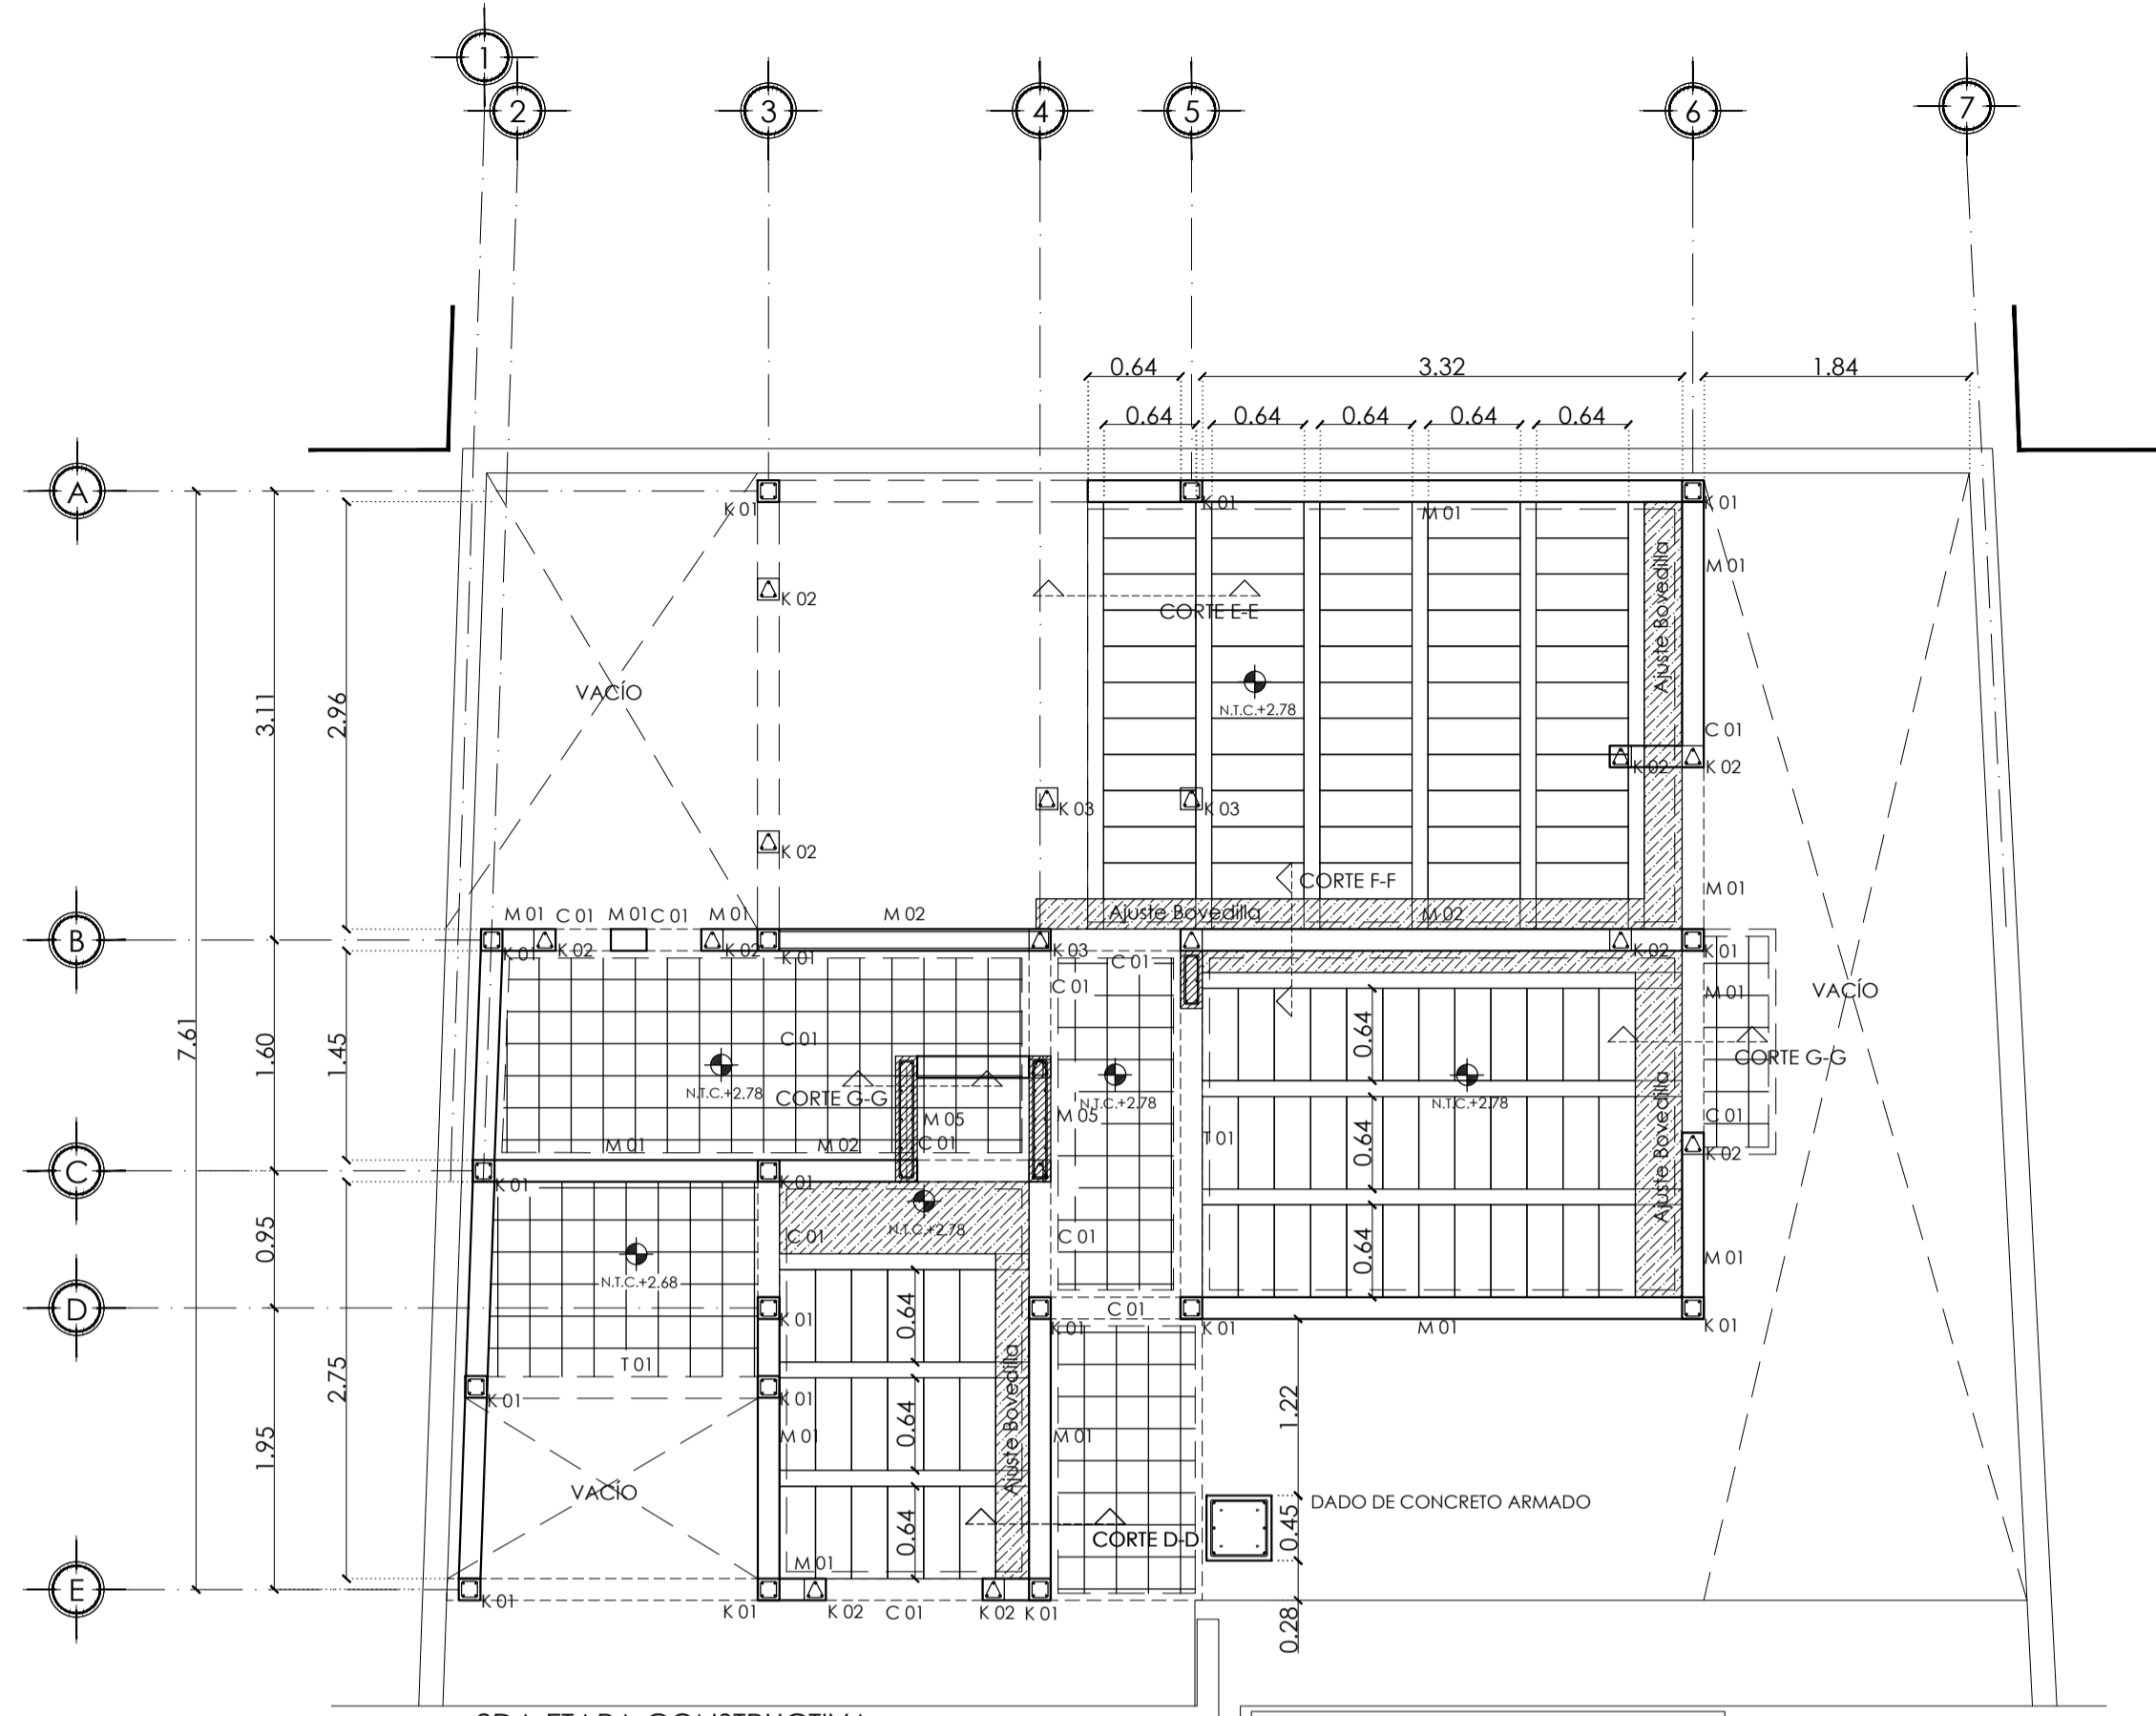 1
2
3
4
5
6
7
0.64
3.32
1.84
0.64
0.64
0.64
0.64
0.64
A
K 01
K 01
M 01
K 01
Ajuste Bovedilla
M 01
K 02
CORTE E-E
3.11
2.96
VACÍO
N.T.C.+2.78
C 01
K 02
K 02
K 03
K 03
K 02
CORTE F-F
M 01
M 01
C 01
M 01
C 01
M 01
M 02
Ajuste Bovedilla
M 02
B
K 01
K 02
K 02
K 01
K 03
C 01
K 02
K 01
C 01
M 01
VACÍO
7.61
1.60
1.45
C 01
0.64
CORTE G-G
N.T.C.+2.78
CORTE G-G
N.T.C.+2.78
N.T.C.+2.78
M 05
M 05
C 01
M 01
M 02
C 01
T 01
0.64
Ajuste Bovedilla
K 02
C
K 01
K 01
0.95
C 01
N.T.C.+2.78
C 01
0.64
M 01
N.T.C.+2.68
D
K 01
0.64
K 01
C 01
K 01
M 01
K 01
T 01
2.75
K 01
K 01
Ajuste Bovedilla
1.22
1.95
M 01
0.64
M 01
VACÍO
DADO DE CONCRETO ARMADO
0.64
CORTE D-D
0.45
M 01
E
K 01
K 01
K 02
C 01
K 02
K 01
0.28
2DA ETAPA CONSTRUCTIVA